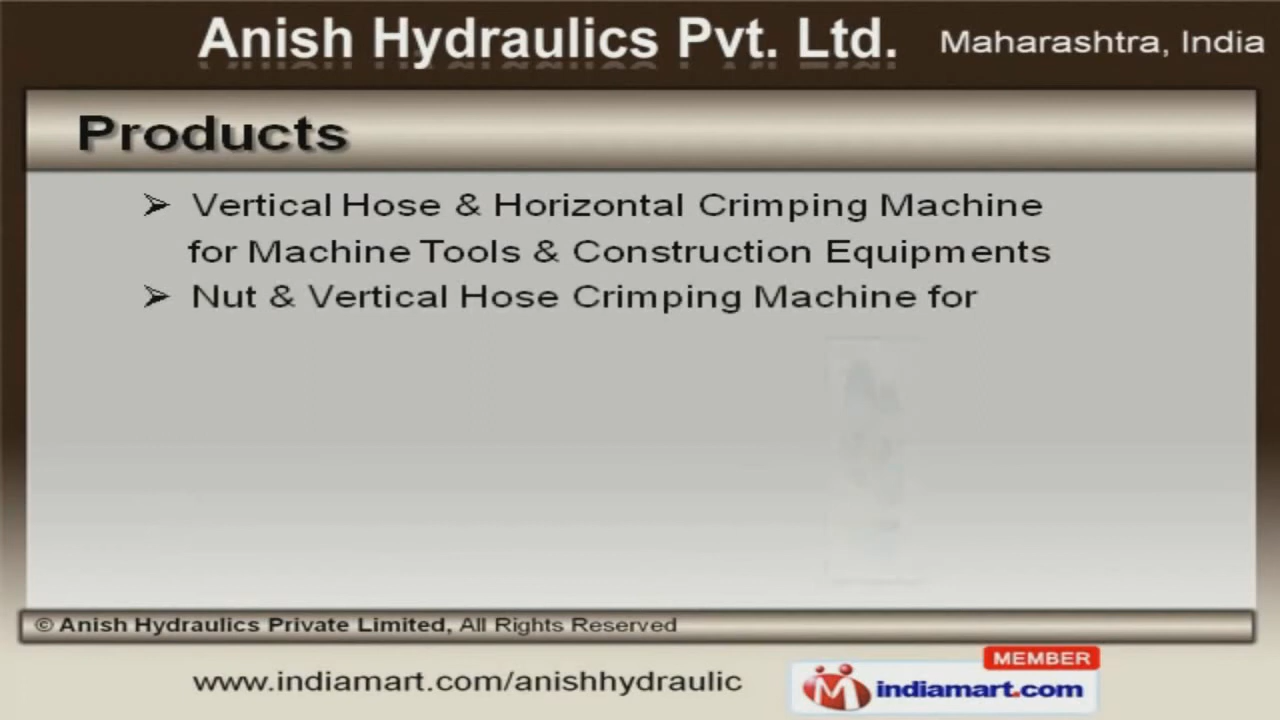 Anish Hydraulics Pvt. Ltd. Maharashtra, India
Products
➢ Vertical Hose & Horizontal Crimping Machine
for Machine Tools & Construction Equipments
➢ Nut & Vertical Hose Crimping Machine for
© Anish Hydraulics Private Limited, All Rights Reserved
www.indiamart.com/anishhydraulic
MEMBER
indiamart.com